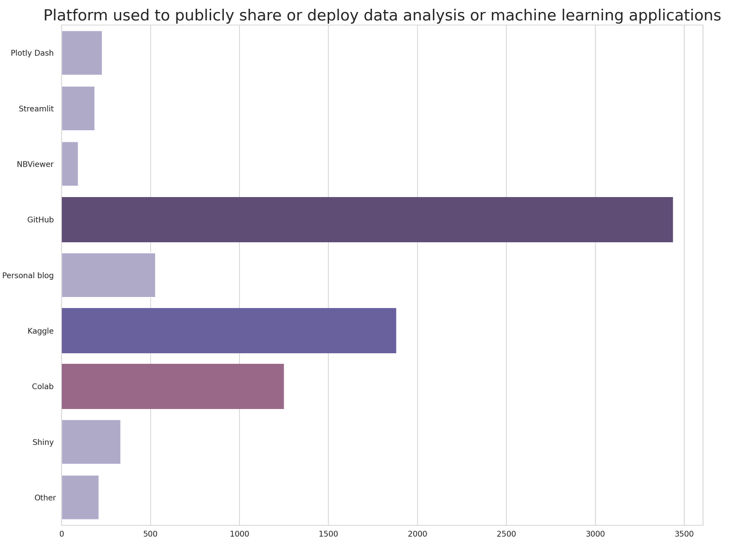 Platform used to publicly share or deploy data analysis or machine learning applications
Plotly Dash
Streamlit
NBViewer
GitHub
Personal blog
Kaggle
Colab
Shiny
Other
0 500 1000 1500 2000 2500 3000 3500